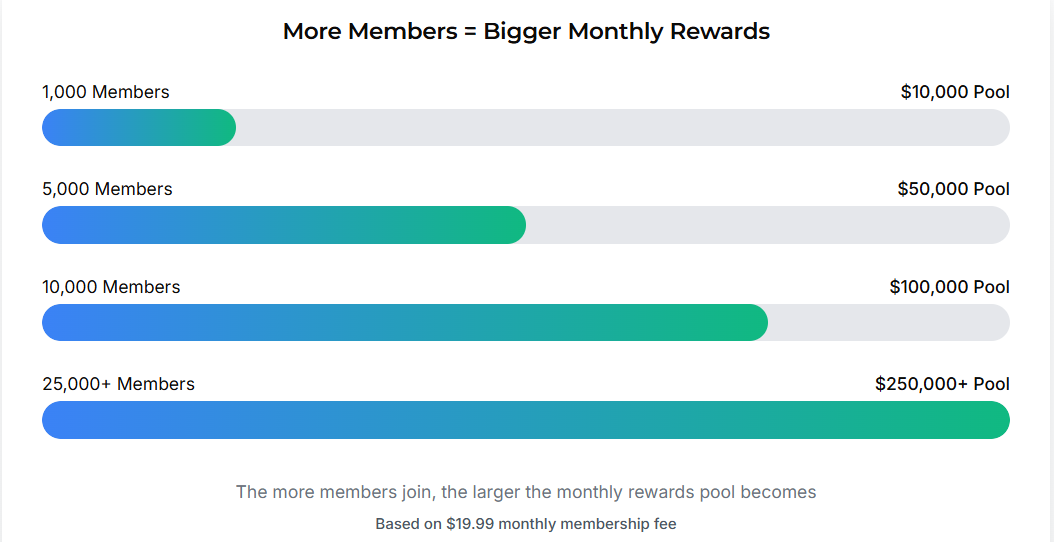 More Members = Bigger Monthly Rewards
1,000 Members $10,000 Pool
5,000 Members $50,000 Pool
10,000 Members $100,000 Pool
25,000+ Members $250,000+ Pool
The more members join, the larger the monthly rewards pool becomes
Based on $19.99 monthly membership fee